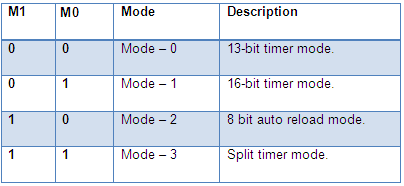 M1 M0 Mode Description
0 0 Mode – 0 13-bit timer mode.
0 1 Mode – 1 16-bit timer mode.
1 0 Mode – 2 8 bit auto reload mode.
1 1 Mode – 3 Split timer mode.